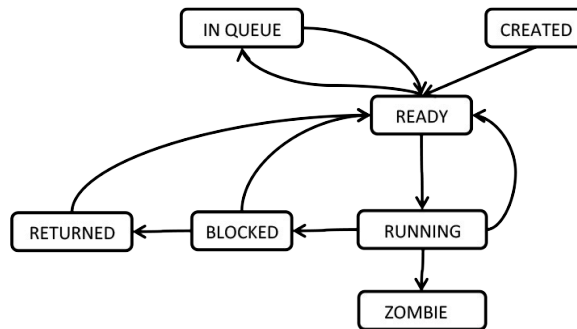 IN QUEUE
CREATED
READY
RETURNED
BLOCKED
RUNNING
ZOMBIE